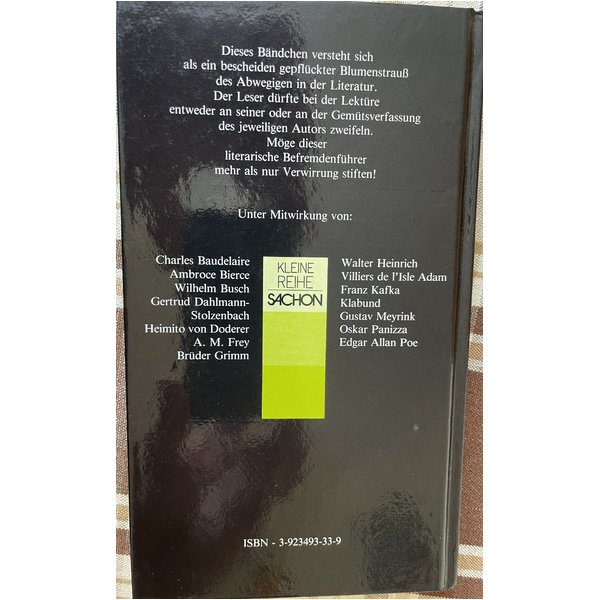 Dieses Bändchen versteht sich
als ein bescheiden gepflückter Blumenstrauß
des Abwegigen in der Literatur.
Der Leser dürfte bei der Lektüre
entweder an seiner oder an der Gemütsverfassung
des jeweiligen Autors zweifeln.
Möge dieser
literarische Befremdenführer
mehr als nur Verwirrung stiften!
Unter Mitwirkung von:
Charles Baudelaire
Ambroce Bierce
Wilhelm Busch
Gertrud Dahlmann-
Stolzenbach
Heimito von Doderer
A. M. Frey
Brüder Grimm
KLEINE
REIHE
SACHON
Walter Heinrich
Villiers de l'Isle Adam
Franz Kafka
Klabund
Gustav Meyrink
Oskar Panizza
Edgar Allan Poe
ISBN - 3-923493-33-9